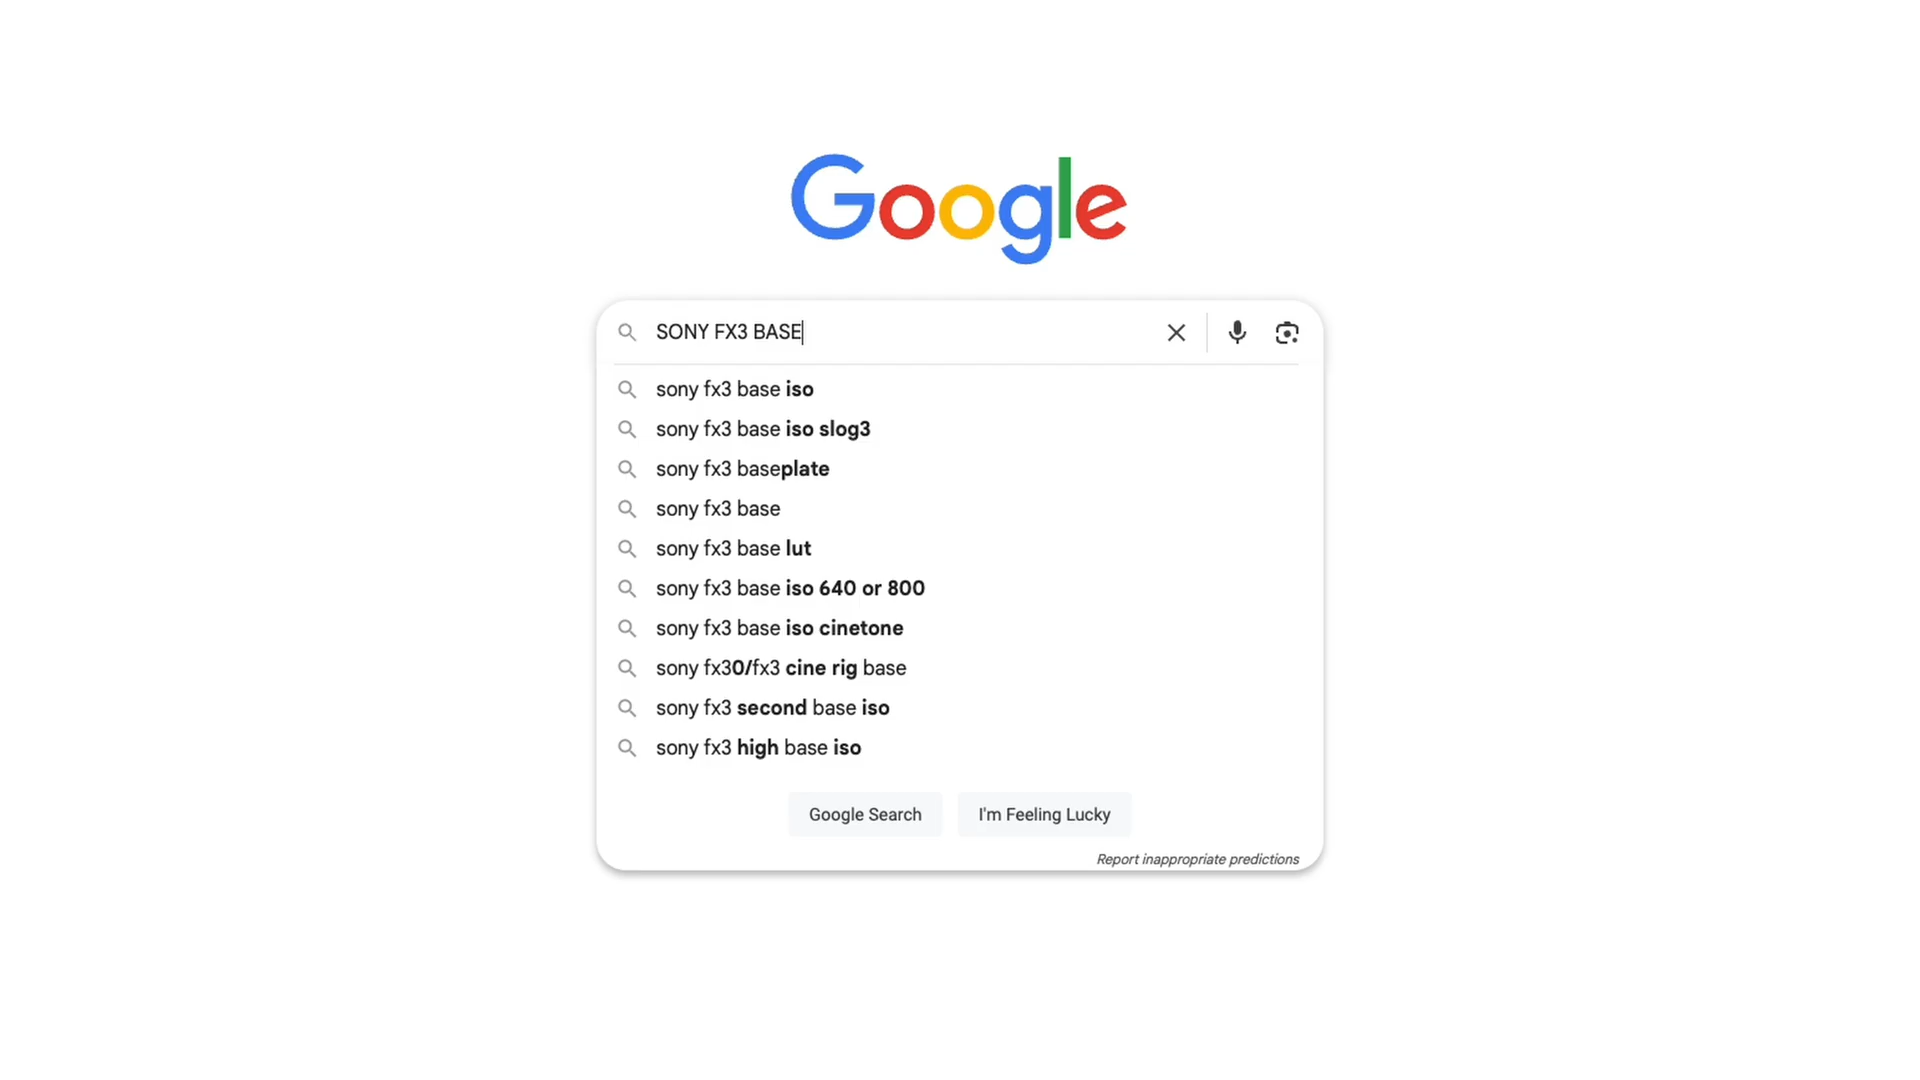 Google
SONY FX3 BASE
sony fx3 base iso
sony fx3 base iso slog3
sony fx3 baseplate
sony fx3 base
sony fx3 base lut
sony fx3 base iso 640 or 800
sony fx3 base iso cinetone
sony fx30/fx3 cine rig base
sony fx3 second base iso
sony fx3 high base iso
Google Search I'm Feeling Lucky
Report inappropriate predictions